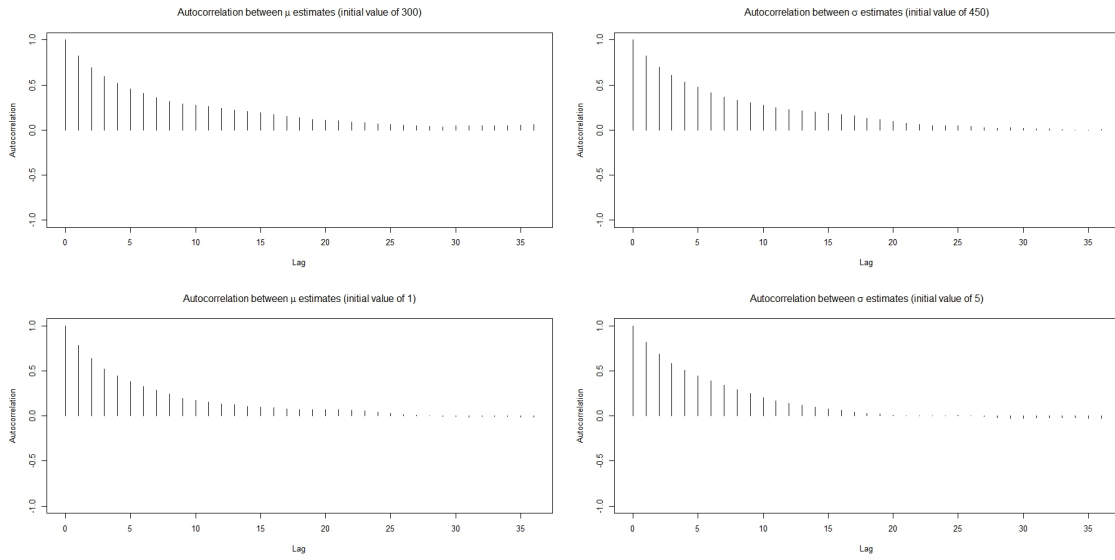 Autocorrelation between μ estimates (initial value of 300)
Autocorrelation
1.0
0.5
0.0
-0.5
-1.0
0 5 10 15 20 25 30 35
Lag
Autocorrelation between σ estimates (initial value of 450)
Autocorrelation
1.0
0.5
0.0
-0.5
-1.0
0 5 10 15 20 25 30 35
Lag
Autocorrelation between μ estimates (initial value of 1)
Autocorrelation
1.0
0.5
0.0
-0.5
-1.0
0 5 10 15 20 25 30 35
Lag
Autocorrelation between σ estimates (initial value of 5)
Autocorrelation
1.0
0.5
0.0
-0.5
-1.0
0 5 10 15 20 25 30 35
Lag